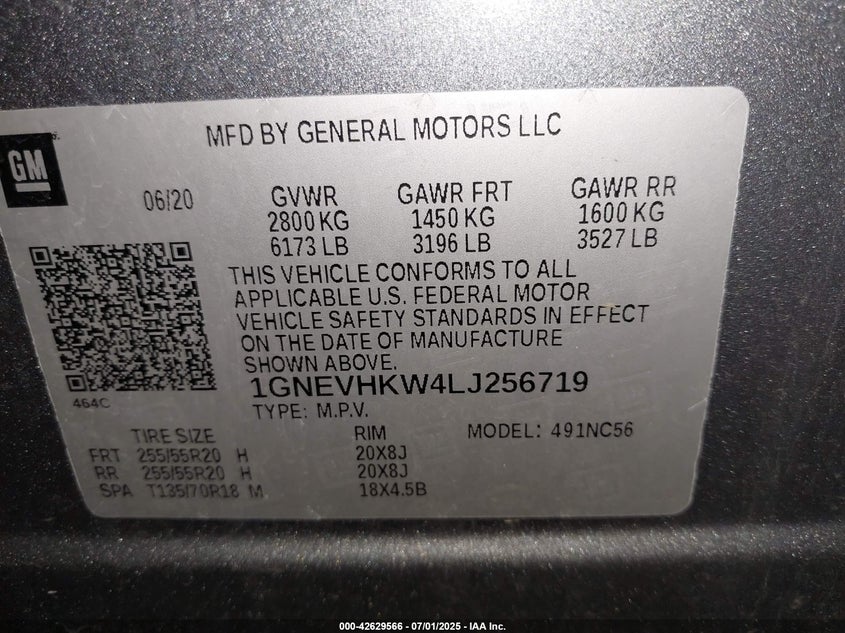 MFD BY GENERAL MOTORS LLC
GM
06/20
GVWR GAWR FRT GAWR RR
2800 KG 1450 KG 1600 KG
6173 LB 3196 LB 3527 LB
THIS VEHICLE CONFORMS TO ALL
APPLICABLE U.S. FEDERAL MOTOR
VEHICLE SAFETY STANDARDS IN EFFECT
ON THE DATE OF MANUFACTURE
SHOWN ABOVE.
1GNEVHKW4LJ256719
464C
TYPE: M.P.V.
TIRE SIZE RIM MODEL: 491NC56
FRT 255/55R20 H 20X8J
RR 255/55R20 H 20X8J
SPA T135/70R18 M 18X4.5B
000-42629566 - 07/01/2025 - IAA Inc.